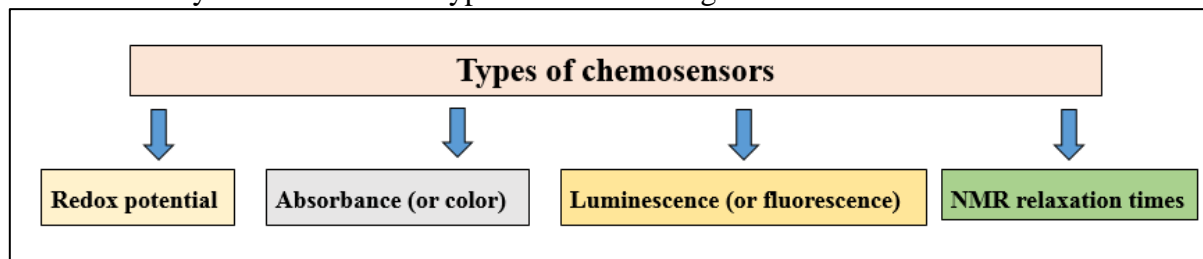 Types of chemosensors
Redox potential
Absorbance (or color)
Luminescence (or fluorescence)
NMR relaxation times